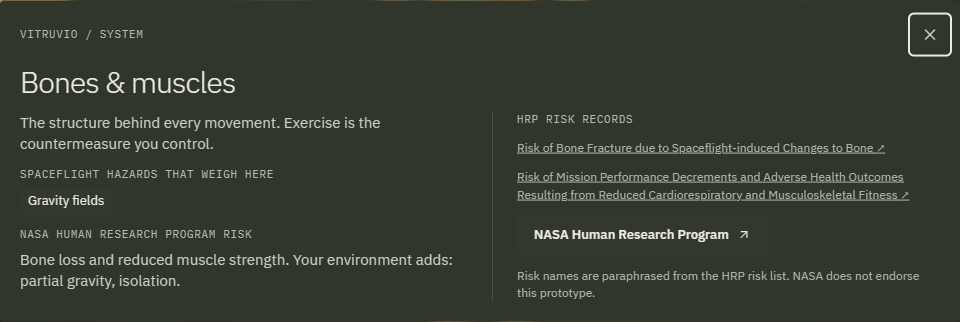 VITRUVIO / SYSTEM
Bones & muscles
The structure behind every movement. Exercise is the
countermeasure you control.
SPACEFLIGHT HAZARDS THAT WEIGH HERE
Gravity fields
NASA HUMAN RESEARCH PROGRAM RISK
Bone loss and reduced muscle strength. Your environment adds:
partial gravity, isolation.
HRP RISK RECORDS
Risk of Bone Fracture due to Spaceflight-induced Changes to Bone ↗
Risk of Mission Performance Decrements and Adverse Health Outcomes
Resulting from Reduced Cardiorespiratory and Musculoskeletal Fitness ↗
NASA Human Research Program ↗
Risk names are paraphrased from the HRP risk list. NASA does not endorse
this prototype.